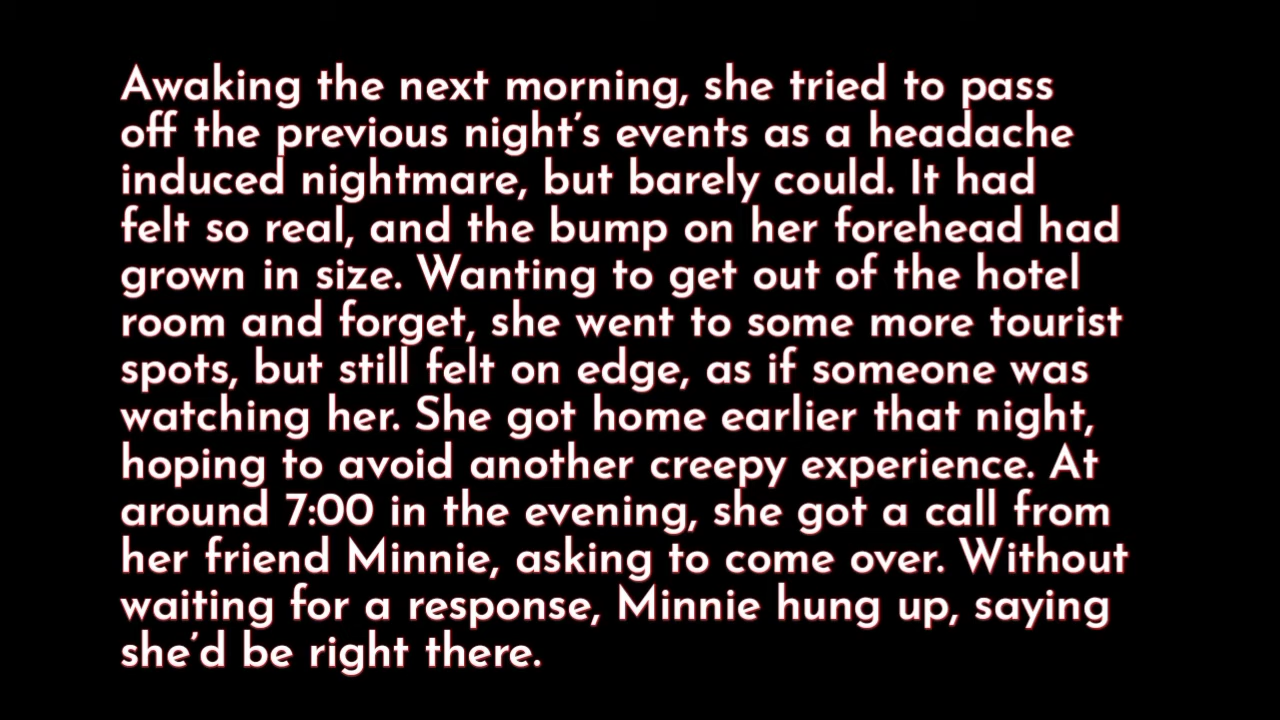 Awaking the next morning, she tried to pass
off the previous night's events as a headache
induced nightmare, but barely could. It had
felt so real, and the bump on her forehead had
grown in size. Wanting to get out of the hotel
room and forget, she went to some more tourist
spots, but still felt on edge, as if someone was
watching her. She got home earlier that night,
hoping to avoid another creepy experience. At
around 7:00 in the evening, she got a call from
her friend Minnie, asking to come over. Without
waiting for a response, Minnie hung up, saying
she'd be right there.